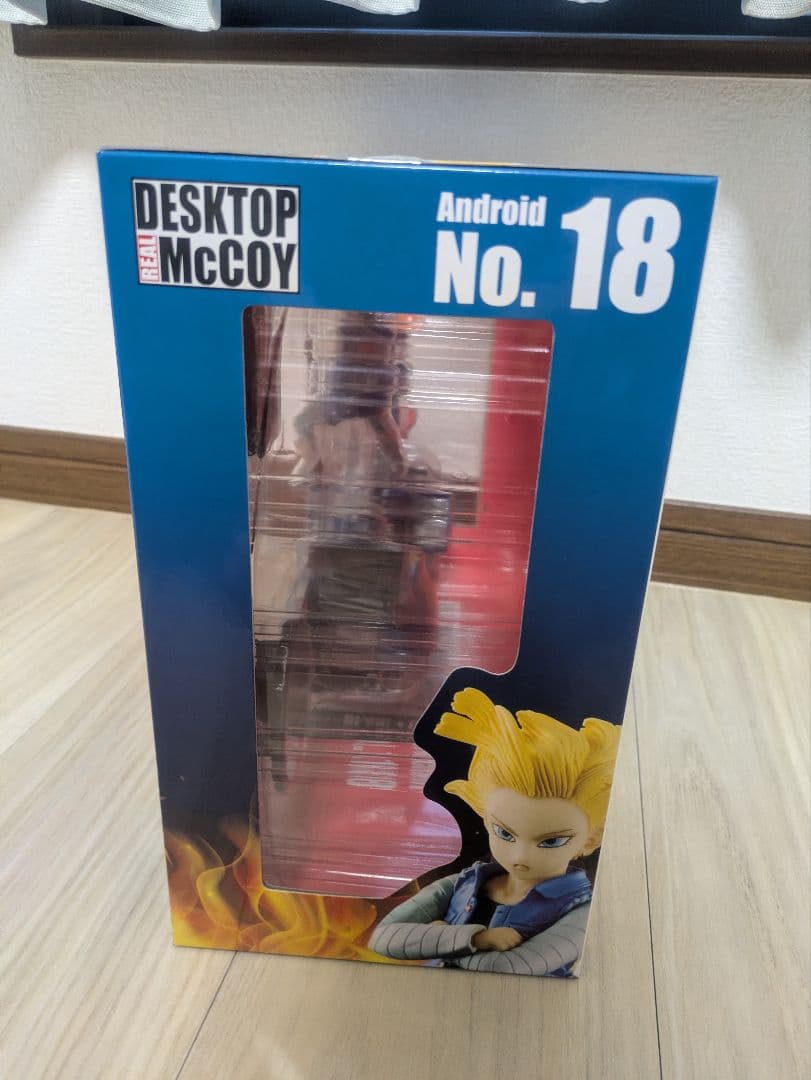 DESKTOP
REAL McCOY
Android
No. 18